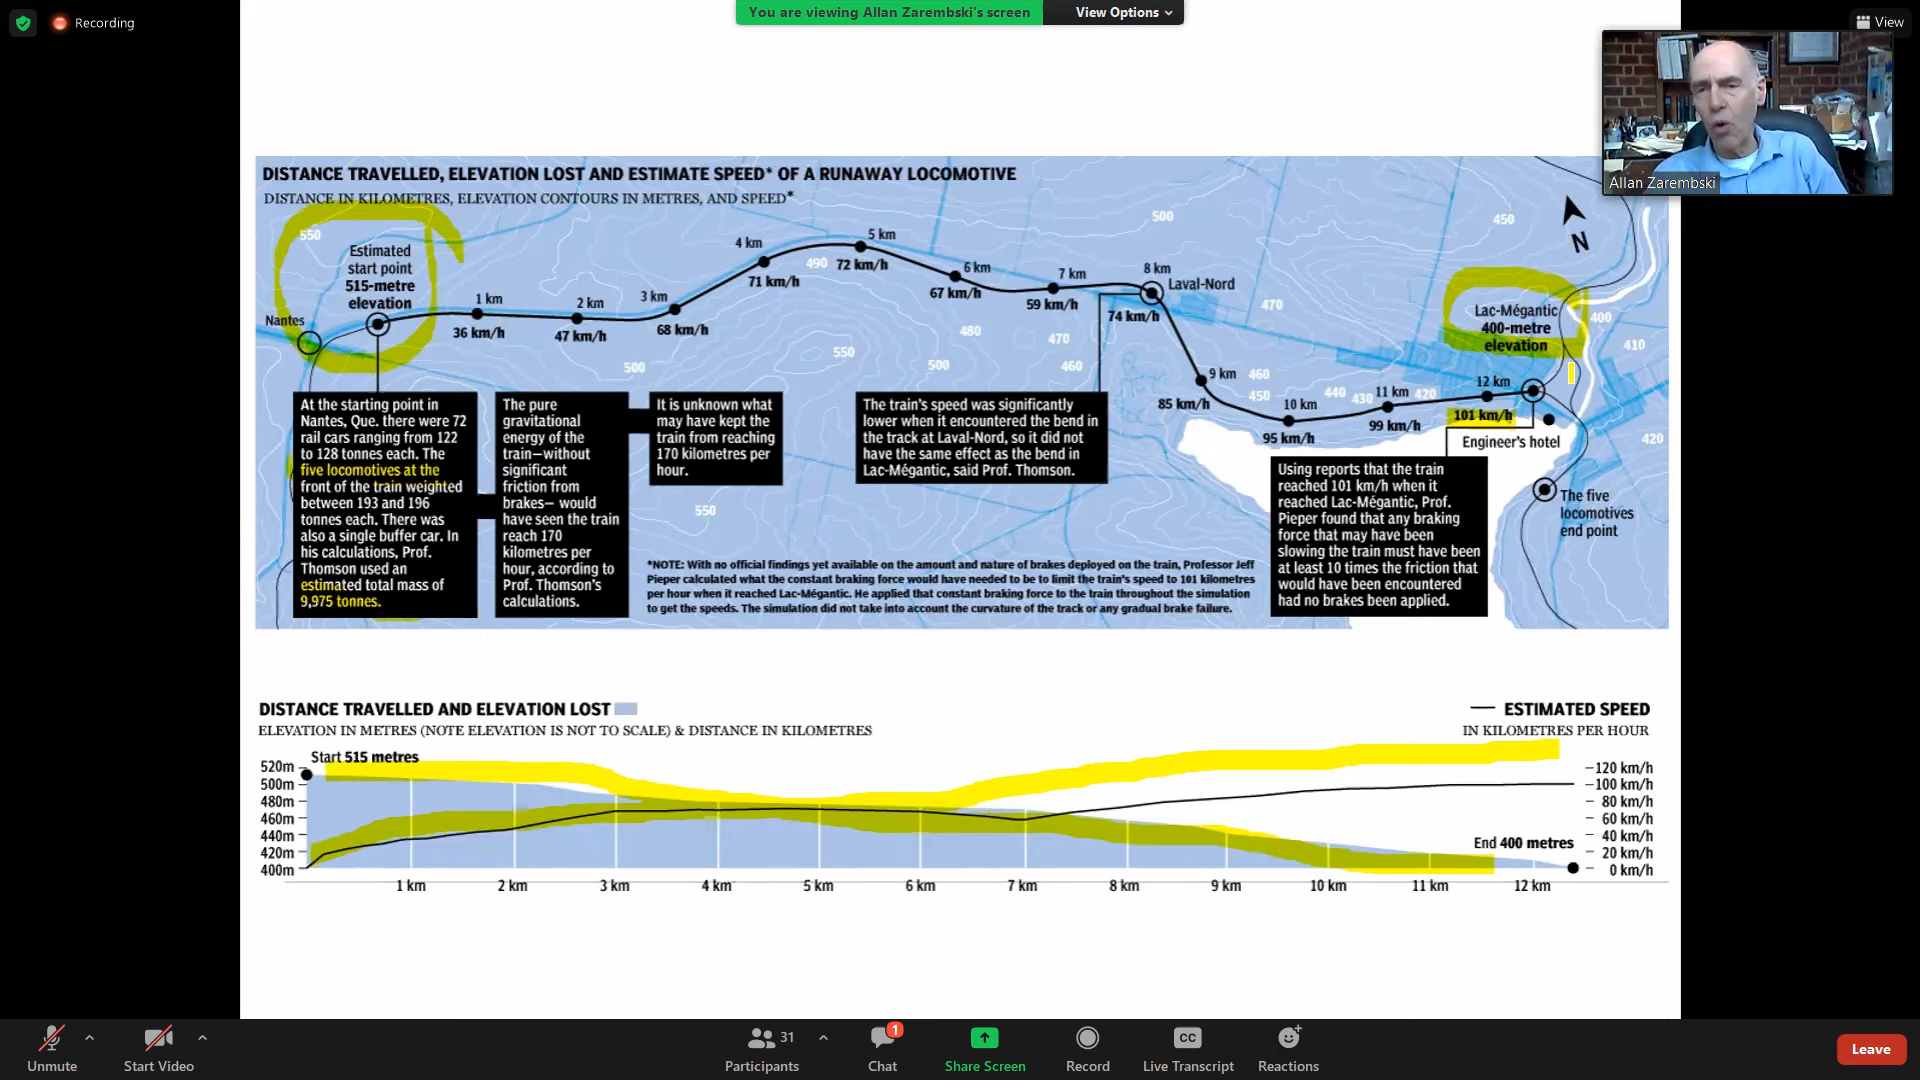 Recording
You are viewing Allan Zarembski's screen
View Options
View
Allan Zarembski
DISTANCE TRAVELLED, ELEVATION LOST AND ESTIMATE SPEED* OF A RUNAWAY LOCOMOTIVE
DISTANCE IN KILOMETRES, ELEVATION CONTOURS IN METRES, AND SPEED*
550
Estimated
start point
515-metre
elevation
Nantes
1 km
36 km/h
2 km
47 km/h
3 km
68 km/h
4 km
71 km/h
490
5 km
72 km/h
6 km
67 km/h
7 km
59 km/h
8 km
74 km/h
Laval-Nord
500
450
470
480
470
460
500
550
500
550
9 km
85 km/h
460
450
10 km
95 km/h
440
430
11 km
99 km/h
420
12 km
101 km/h
Lac-Mégantic
400-metre
elevation
400
410
420
N
Engineer's hotel
The five
locomotives
end point
At the starting point in
Nantes, Que. there were 72
rail cars ranging from 122
to 128 tonnes each. The
five locomotives at the
front of the train weighted
between 193 and 196
tonnes each. There was
also a single buffer car. In
his calculations, Prof.
Thomson used an
estimated total mass of
9,975 tonnes.
The pure
gravitational
energy of the
train—without
significant
friction from
brakes— would
have seen the train
reach 170
kilometres per
hour, according to
Prof. Thomson's
calculations.
It is unknown what
may have kept the
train from reaching
170 kilometres per
hour.
The train's speed was significantly
lower when it encountered the bend in
the track at Laval-Nord, so it did not
have the same effect as the bend in
Lac-Mégantic, said Prof. Thomson.
Using reports that the train
reached 101 km/h when it
reached Lac-Mégantic, Prof.
Pieper found that any braking
force that may have been
slowing the train must have been
at least 10 times the friction that
would have been encountered
had no brakes been applied.
*NOTE: With no official findings yet available on the amount and nature of brakes deployed on the train, Professor Jeff
Pieper calculated what the constant braking force would have needed to be to limit the train's speed to 101 kilometres
per hour when it reached Lac-Mégantic. He applied that constant braking force to the train throughout the simulation
to get the speeds. The simulation did not take into account the curvature of the track or any gradual brake failure.
DISTANCE TRAVELLED AND ELEVATION LOST
ELEVATION IN METRES (NOTE ELEVATION IS NOT TO SCALE) & DISTANCE IN KILOMETRES
ESTIMATED SPEED
IN KILOMETRES PER HOUR
Start 515 metres
520m
500m
480m
460m
440m
420m
400m
120 km/h
100 km/h
80 km/h
60 km/h
40 km/h
20 km/h
0 km/h
End 400 metres
1 km
2 km
3 km
4 km
5 km
6 km
7 km
8 km
9 km
10 km
11 km
12 km
Unmute
Start Video
31
Participants
1
Chat
Share Screen
Record
CC
Live Transcript
Reactions
Leave